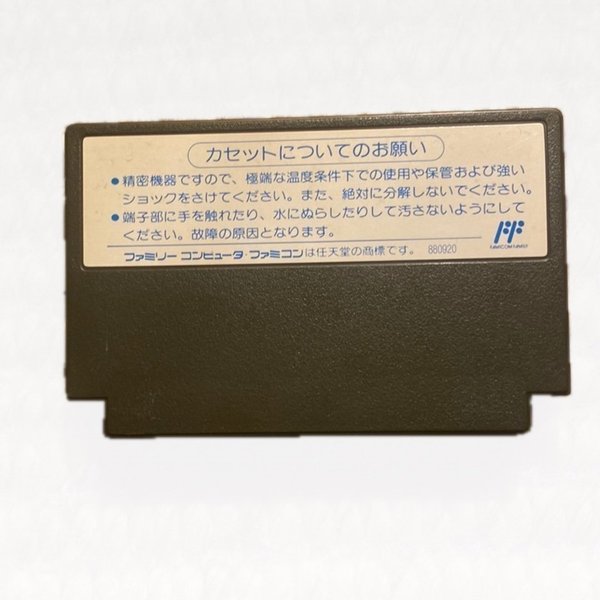 カセットについてのお願い
●精密機器ですので、極端な温度条件下での使用や保管および強い
ショックをさけてください。また、絶対に分解しないでください。
●端子部に手を触れたり、水にぬらしたりして汚さないようにして
ください。故障の原因となります。
FAMICOM FAMILY
ファミリーコンピュータ・ファミコンは任天堂の商標です。 880920